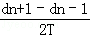 dn+1 − dn − 1
2T